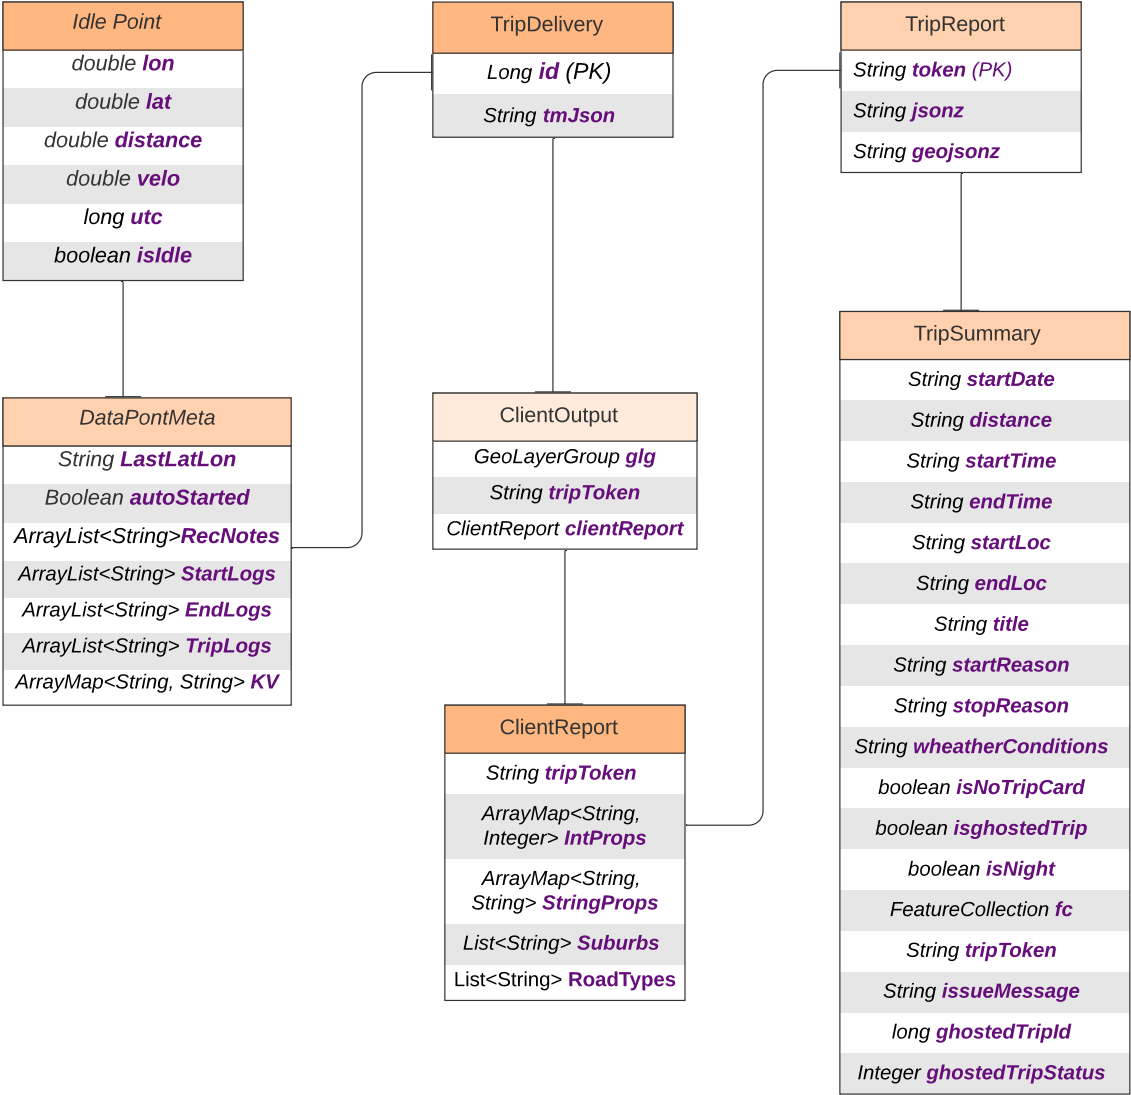 Idle Point
double lon
double lat
double distance
double velo
long utc
boolean isIdle
DataPontMeta
String LastLatLon
Boolean autoStarted
ArrayList<String>RecNotes
ArrayList<String> StartLogs
ArrayList<String> EndLogs
ArrayList<String> TripLogs
ArrayMap<String, String> KV
TripDelivery
Long id (PK)
String tmJson
ClientOutput
GeoLayerGroup glg
String tripToken
ClientReport clientReport
ClientReport
String tripToken
ArrayMap<String,
Integer> IntProps
ArrayMap<String,
String> StringProps
List<String> Suburbs
List<String> RoadTypes
TripReport
String token (PK)
String jsonz
String geojsonz
TripSummary
String startDate
String distance
String startTime
String endTime
String startLoc
String endLoc
String title
String startReason
String stopReason
String wheatherConditions
boolean isNoTripCard
boolean isghostedTrip
boolean isNight
FeatureCollection fc
String tripToken
String issueMessage
long ghostedTripId
Integer ghostedTripStatus